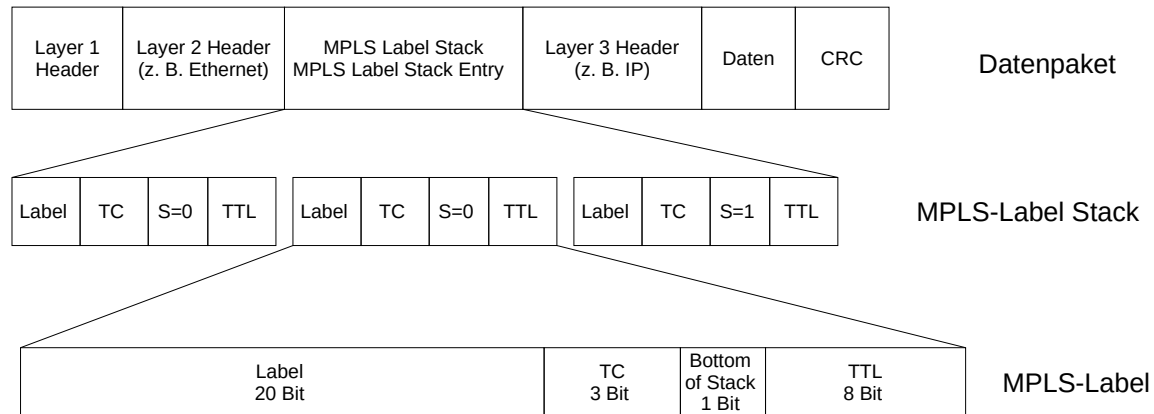 Layer 1
Header
Layer 2 Header
(z. B. Ethernet)
MPLS Label Stack
MPLS Label Stack Entry
Layer 3 Header
(z. B. IP)
Daten
CRC
Datenpaket
Label
TC
S=0
TTL
Label
TC
S=0
TTL
Label
TC
S=1
TTL
MPLS-Label Stack
Label
20 Bit
TC
3 Bit
Bottom
of Stack
1 Bit
TTL
8 Bit
MPLS-Label